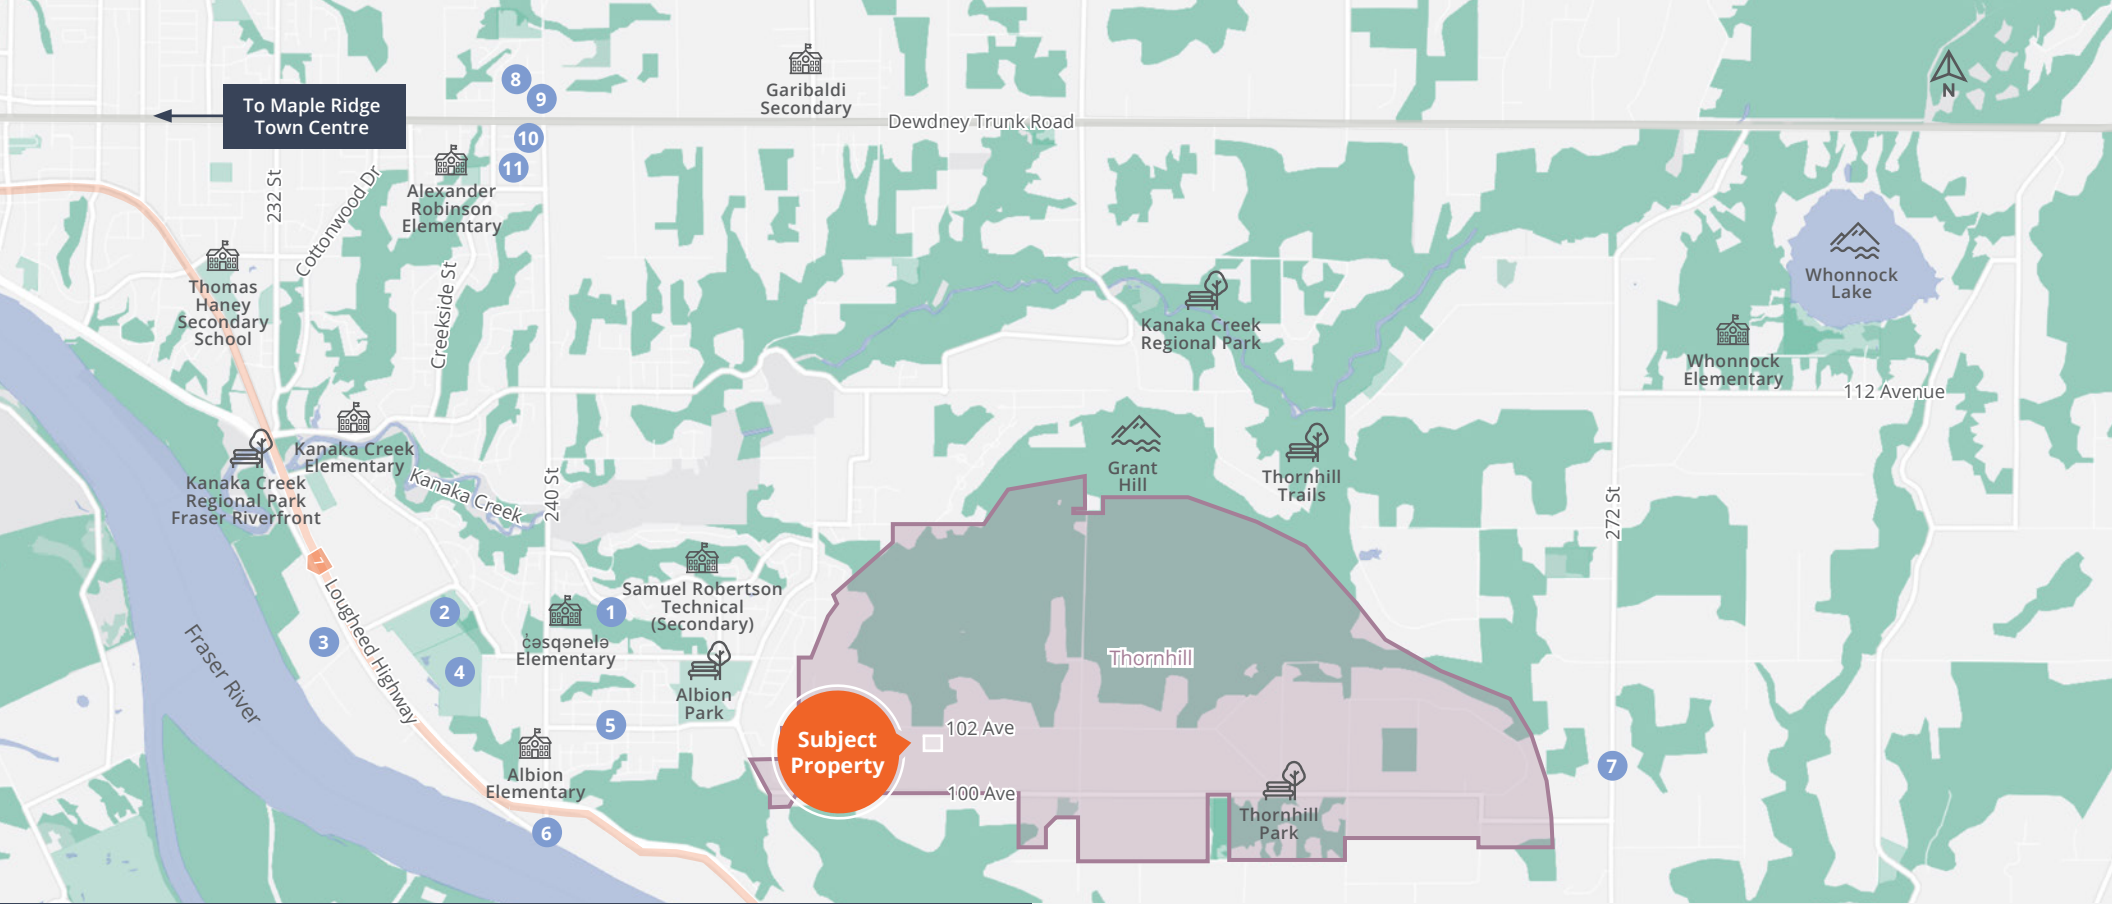 8
9
Garibaldi
Secondary
N
To Maple Ridge
Town Centre
Dewdney Trunk Road
10
11
Alexander
Robinson
Elementary
232 St
Cottonwood Dr
Creekside St
Thomas
Haney
Secondary
School
Whonnock
Lake
Kanaka Creek
Regional Park
Whonnock
Elementary
112 Avenue
Kanaka Creek
Elementary
Kanaka Creek
Regional Park
Fraser Riverfront
Kanaka Creek
240 St
Grant
Hill
Thornhill
Trails
272 St
7
Lougheed Highway
Samuel Robertson
Technical
(Secondary)
1
2
3
4
c̓əsqənelə
Elementary
Fraser River
Albion
Park
Thornhill
5
Subject
Property
102 Ave
100 Ave
Albion
Elementary
6
7
Thornhill
Park